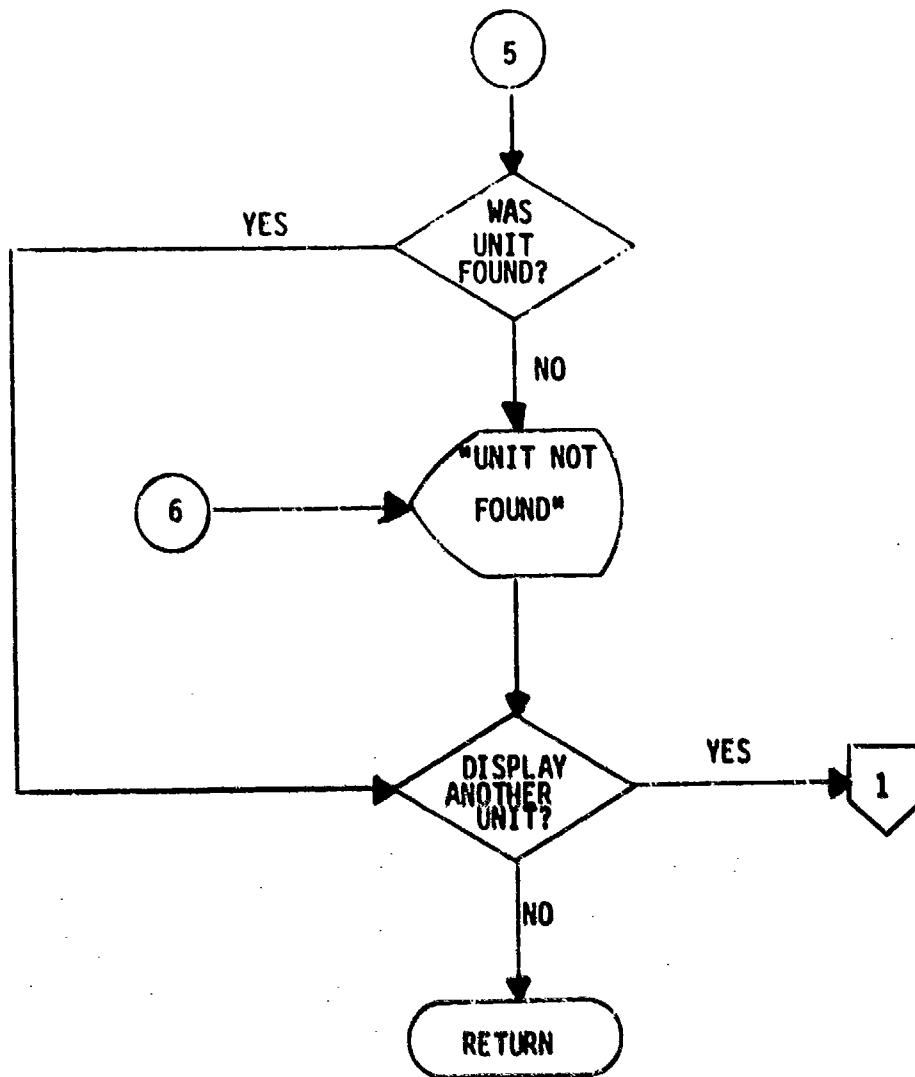 5
YES
WAS
UNIT
FOUND?
NO
"UNIT NOT
FOUND"
6
DISPLAY
ANOTHER
UNIT?
YES
1
NO
RETURN